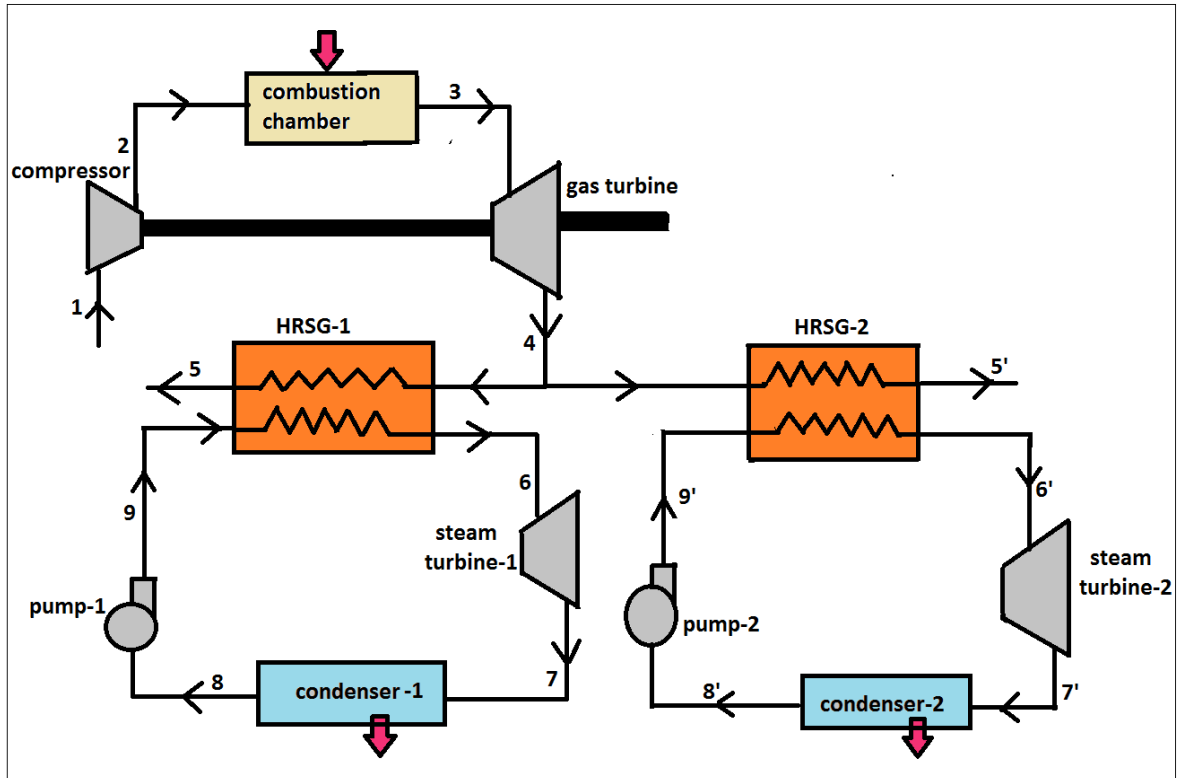 combustion
chamber
3
2
compressor
gas turbine
1
4
HRSG-1
HRSG-2
5
5'
9
6
9'
6'
steam
turbine-1
steam
turbine-2
pump-1
pump-2
8
condenser -1
7
8'
condenser-2
7'